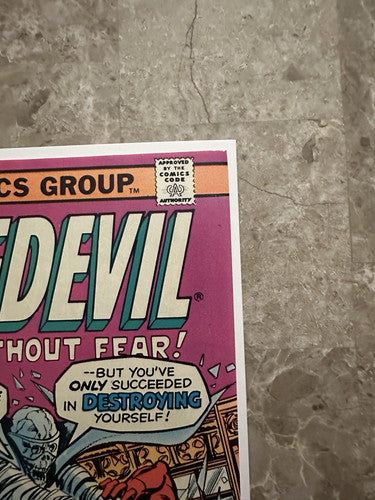 CS GROUP™
APPROVED
BY THE
COMICS
CODE
CA
AUTHORITY
EDEVIL®
THOUT FEAR!
--BUT YOU'VE
ONLY SUCCEEDED
IN DESTROYING
YOURSELF!